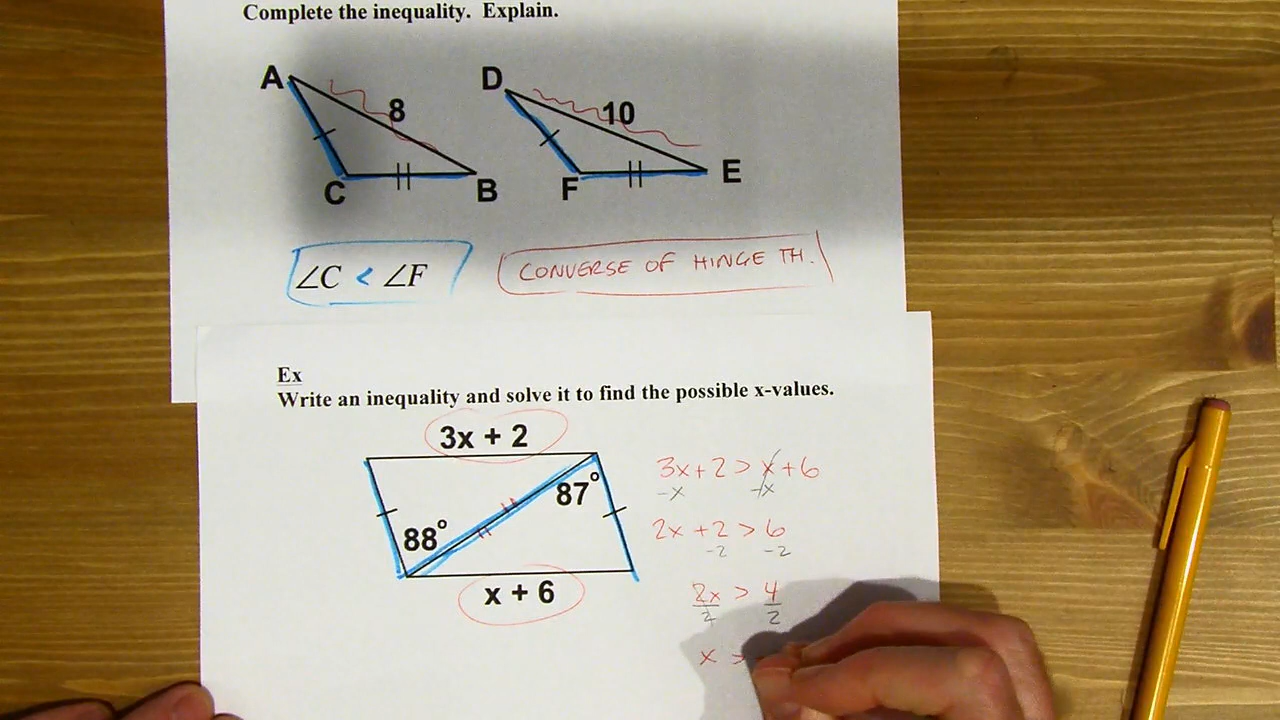 Complete the inequality. Explain.
A 8 C B
D 10 F E
∠C < ∠F
CONVERSE OF HINGE TH.
Ex
Write an inequality and solve it to find the possible x-values.
3x + 2
88° 87°
x + 6
3x+2 > x+6
-x -x
2x +2 > 6
-2 -2
2x > 4
2 2
x >